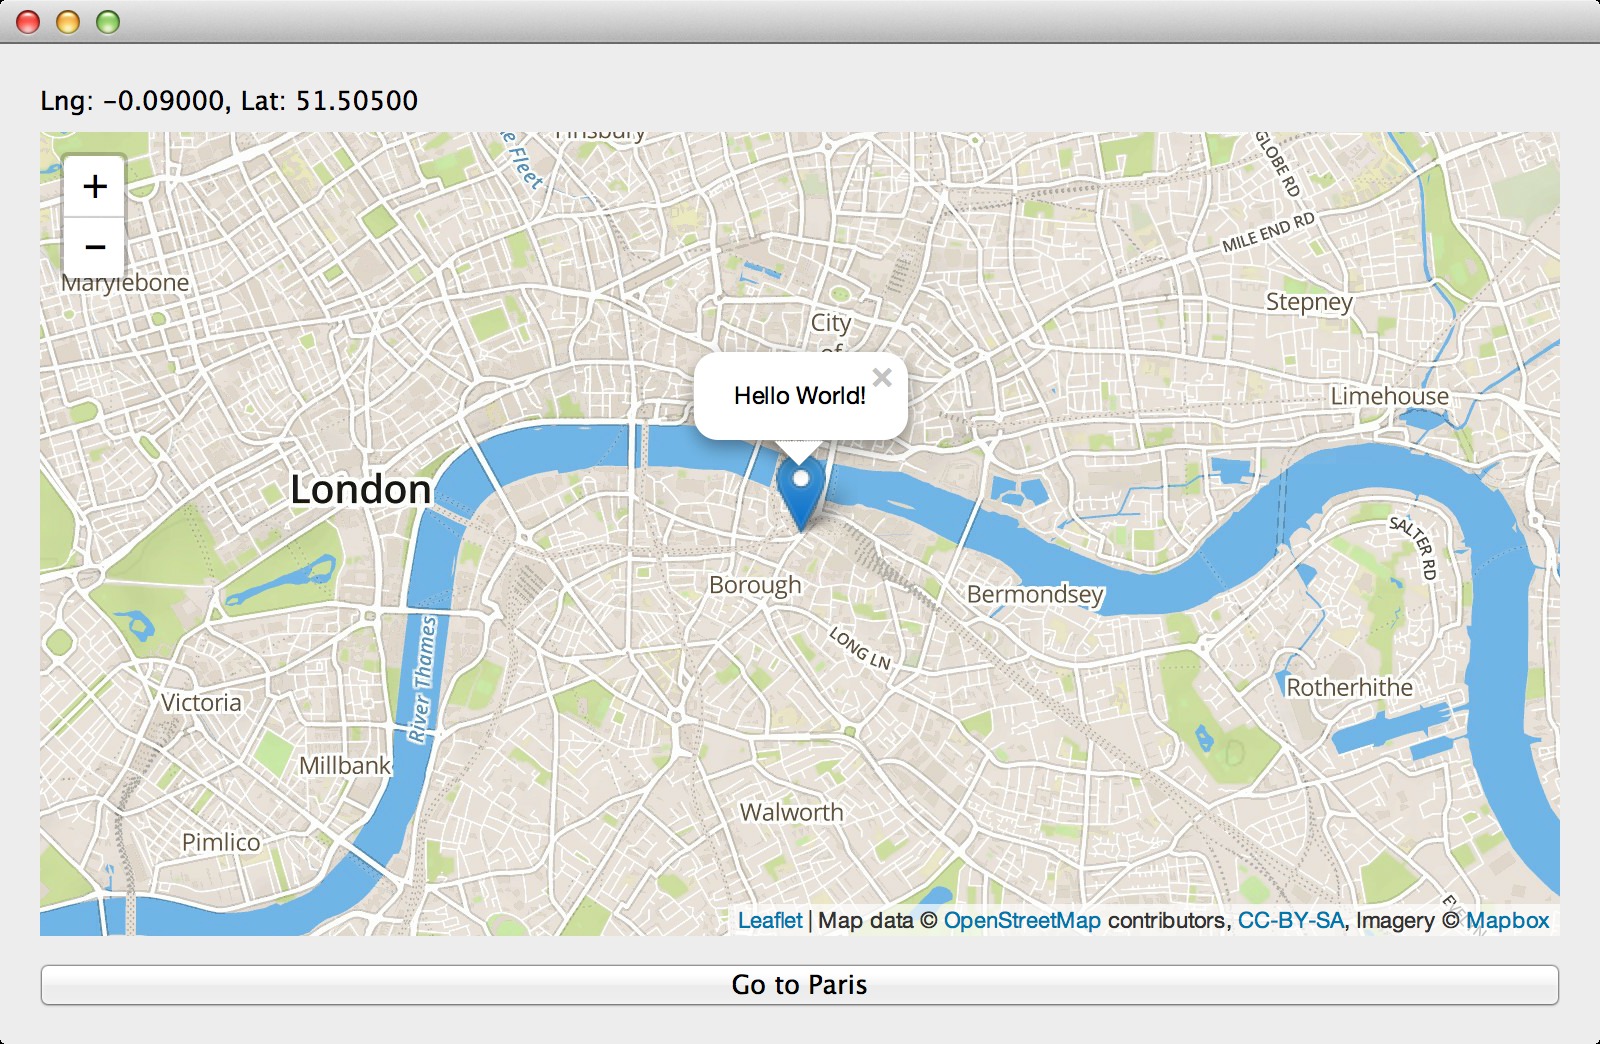 Lng: -0.09000, Lat: 51.50500
Finsbury
Fleet
GLOBE RD
+
MILE END RD
−
Marylebone
Stepney
City
of
Hello World!
×
Limehouse
London
SALTER RD
Borough
Bermondsey
LONG LN
River Thames
Rotherhithe
Victoria
Millbank
Walworth
Pimlico
Leaflet | Map data © OpenStreetMap contributors, CC-BY-SA, Imagery © Mapbox
Go to Paris